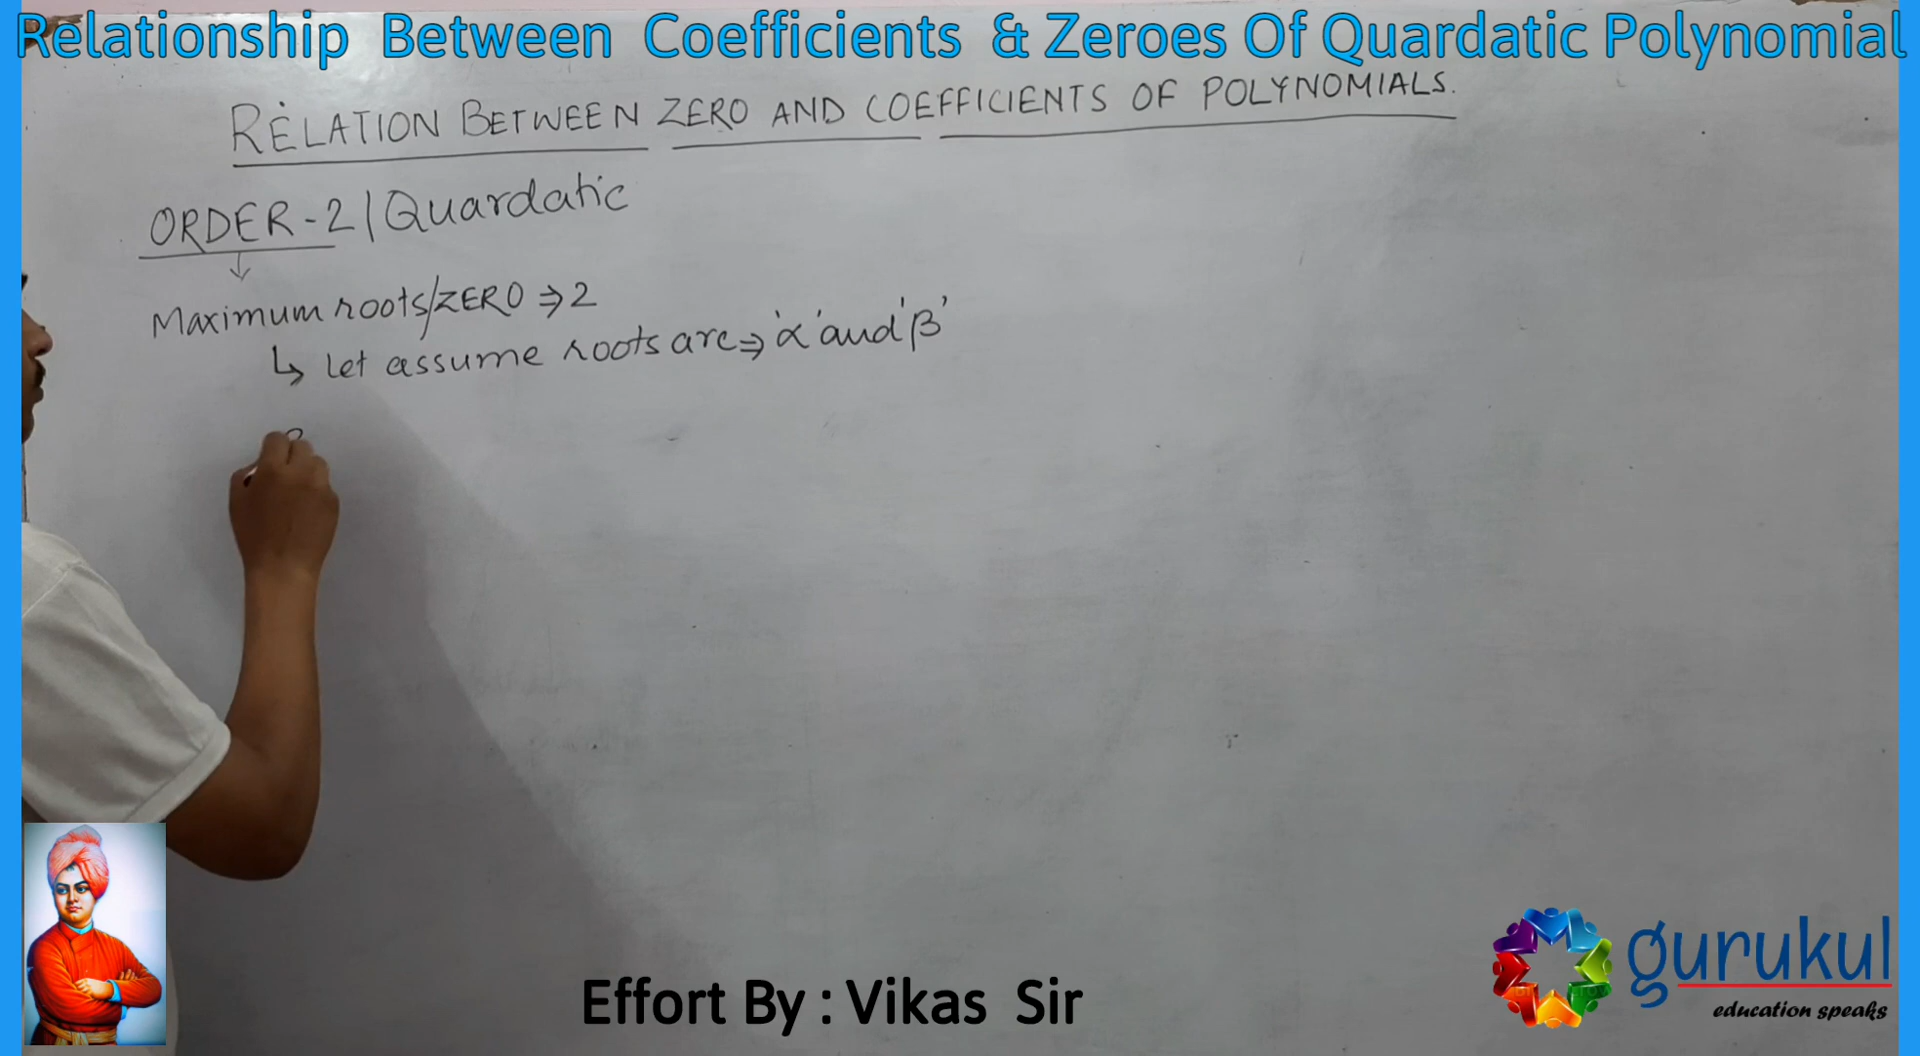 Relationship Between Coefficients & Zeroes Of Quardatic Polynomial
RELATION BETWEEN ZERO AND COEFFICIENTS OF POLYNOMIALS.
ORDER-2/Quardatic
↓
Maximum roots/ZERO ⇒ 2
↳ let assume roots are ⇒ 'α' and 'β'
Effort By : Vikas Sir
gurukul
education speaks